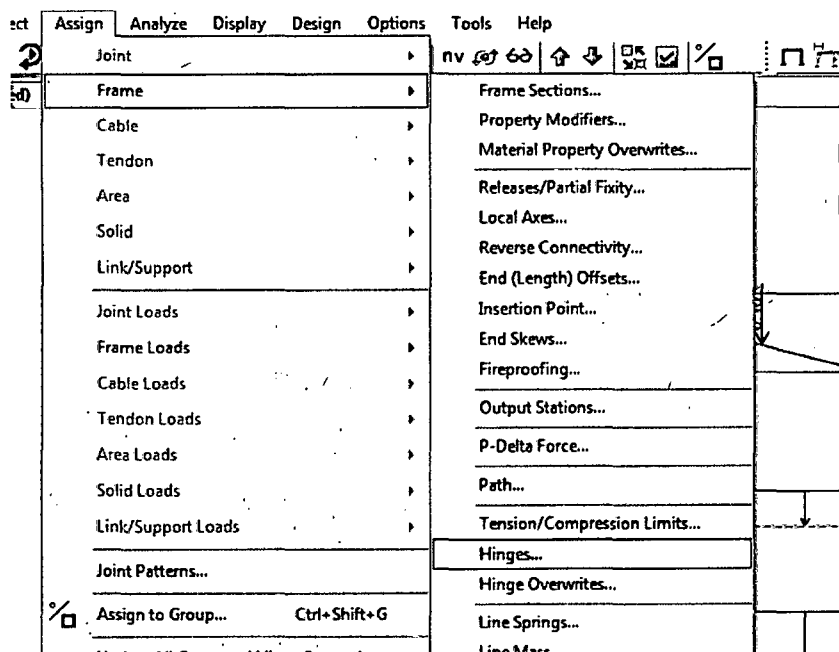 Assign Analyze Display Design Options Tools Help
Joint
nv
Frame
Cable
Tendon
Area
Solid
Link/Support
Joint Loads
Frame Loads
Cable Loads
Tendon Loads
Area Loads
Solid Loads
Link/Support Loads
Joint Patterns...
Assign to Group... Ctrl+Shift+G
Frame Sections...
Property Modifiers...
Material Property Overwrites...
Releases/Partial Fixity...
Local Axes...
Reverse Connectivity...
End (Length) Offsets...
Insertion Point...
End Skews...
Fireproofing...
Output Stations...
P-Delta Force...
Path...
Tension/Compression Limits...
Hinges...
Hinge Overwrites...
Line Springs...
Line Mass...